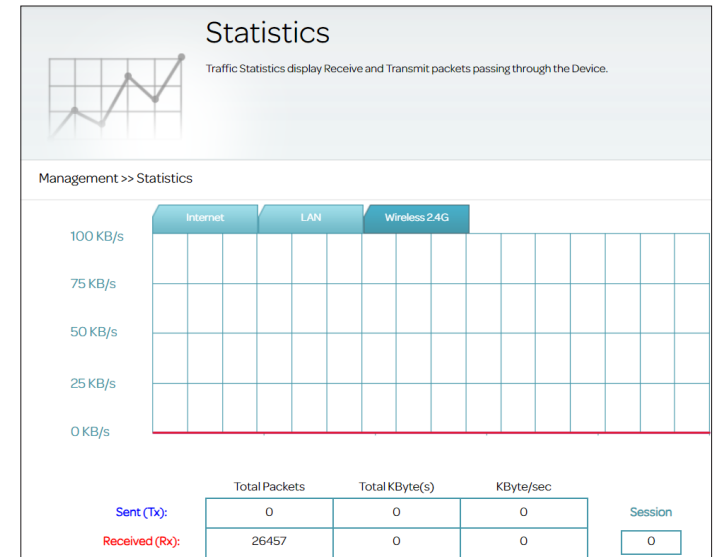 Statistics
Traffic Statistics display Receive and Transmit packets passing through the Device.
Management >> Statistics
Internet LAN Wireless 2.4G
100 KB/s
75 KB/s
50 KB/s
25 KB/s
0 KB/s
Total Packets Total KByte(s) KByte/sec
Sent (Tx): 0 0 0 Session
Received (Rx): 26457 0 0 0